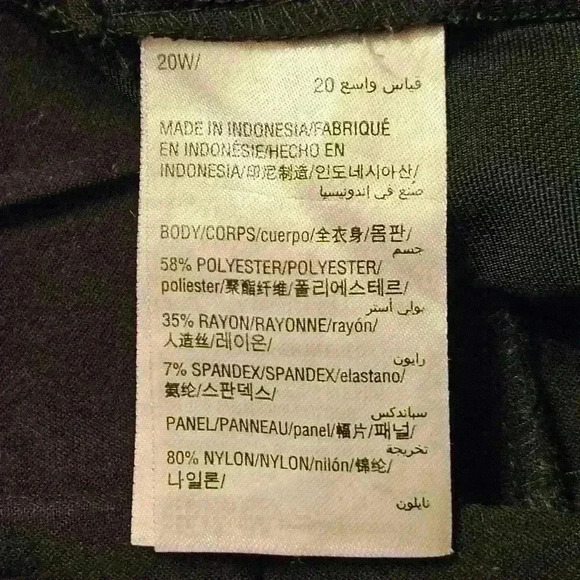 20W/
قياس واسع 20
MADE IN INDONESIA/FABRIQUÉ
EN INDONÉSIE/HECHO EN
INDONESIA/印尼制造/인도네시아산/
صنع في إندونيسيا
BODY/CORPS/cuerpo/全衣身/몸판/
جسم
58% POLYESTER/POLYESTER/
poliester/聚酯纤维/폴리에스테르/
بولي أستر
35% RAYON/RAYONNE/rayón/
人造丝/레이온/
رايون
7% SPANDEX/SPANDEX/elastano/
氨纶/스판덱스/
سباندكس
PANEL/PANNEAU/panel/幅片/패널/
تخريجة
80% NYLON/NYLON/nilón/锦纶/
나일론/
نايلون